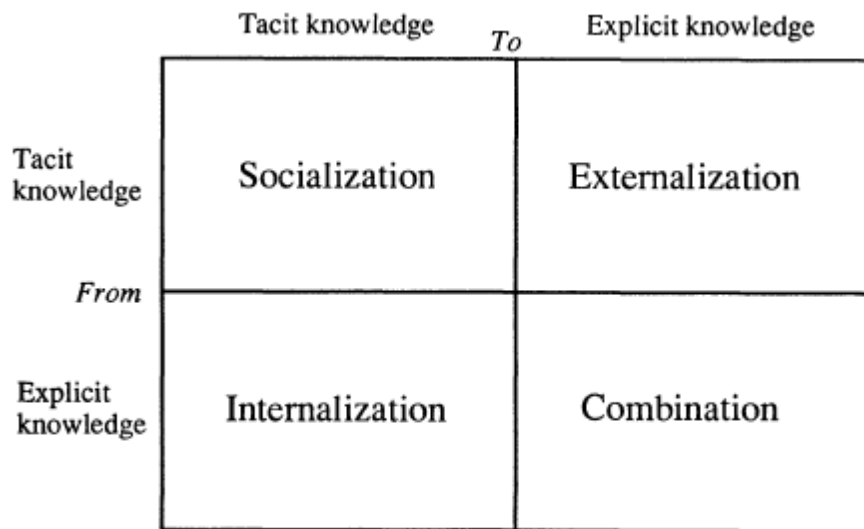 Tacit knowledge
To
Explicit knowledge
Tacit
knowledge
Socialization
Externalization
From
Explicit
knowledge
Internalization
Combination